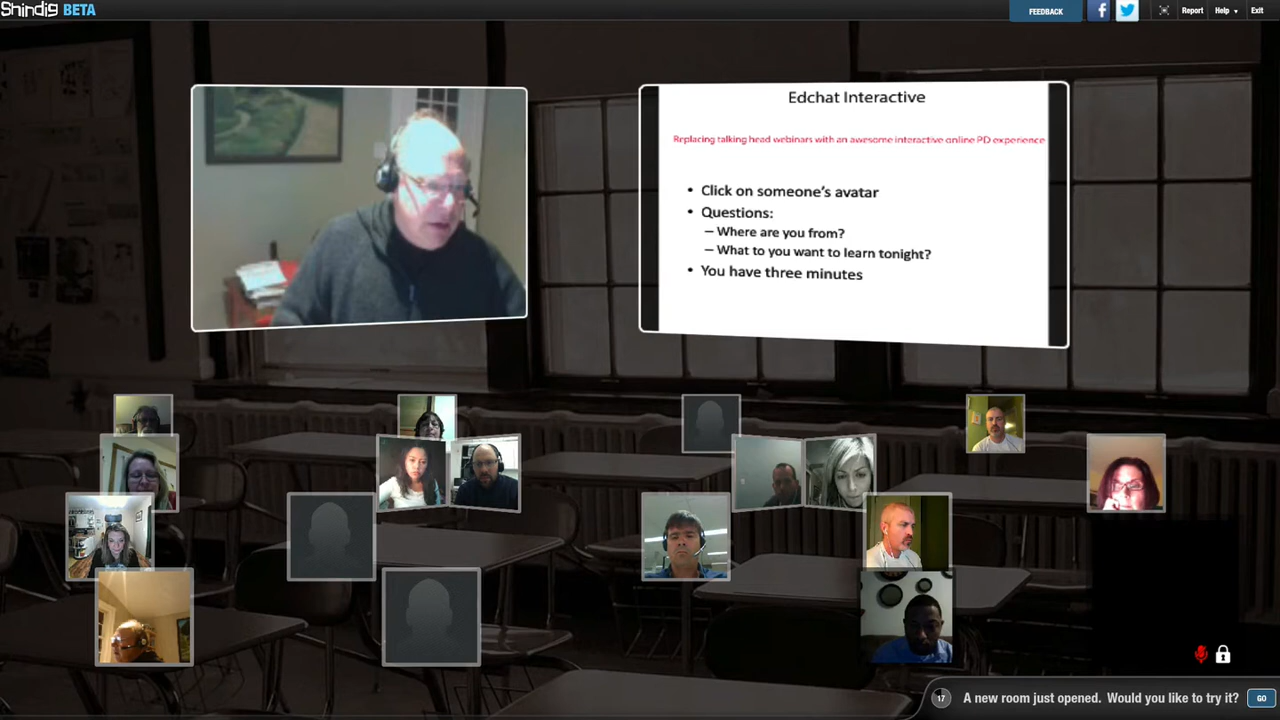 Shindig BETA
FEEDBACK
Report
Help
Exit
Edchat Interactive
Replacing talking head webinars with an awesome interactive online PD experience
• Click on someone's avatar
• Questions:
– Where are you from?
– What to you want to learn tonight?
• You have three minutes
17
A new room just opened. Would you like to try it?
GO